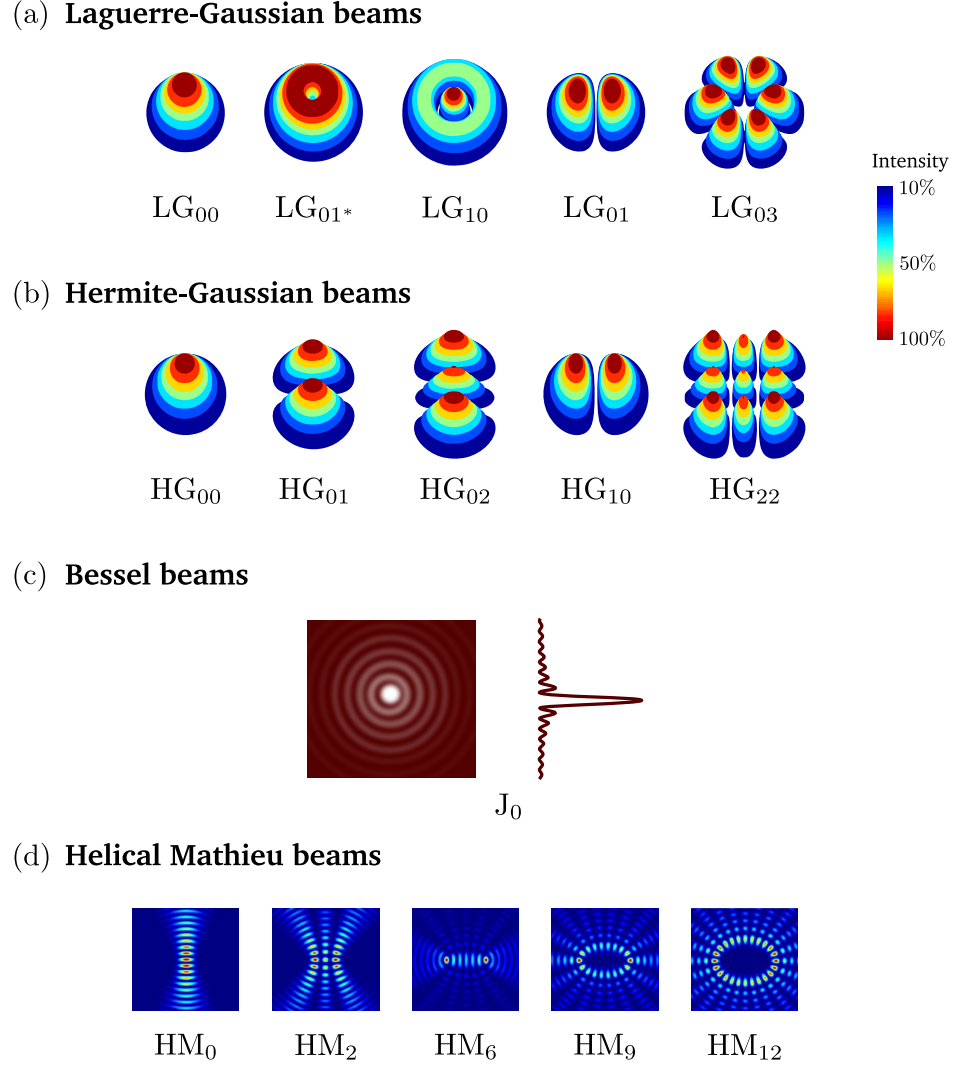 (a) Laguerre-Gaussian beams
LG₀₀ LG₀₁* LG₁₀ LG₀₁ LG₀₃
Intensity
10%
50%
100%
(b) Hermite-Gaussian beams
HG₀₀ HG₀₁ HG₀₂ HG₁₀ HG₂₂
(c) Bessel beams
J₀
(d) Helical Mathieu beams
HM₀ HM₂ HM₆ HM₉ HM₁₂